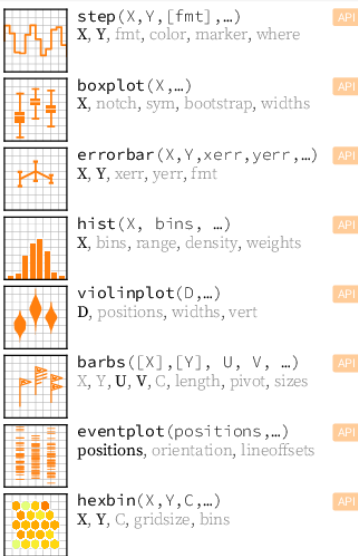 step(X,Y,[fmt],…) API
X, Y, fmt, color, marker, where
boxplot(X,…) API
X, notch, sym, bootstrap, widths
errorbar(X,Y,xerr,yerr,…) API
X, Y, xerr, yerr, fmt
hist(X, bins, …) API
X, bins, range, density, weights
violinplot(D,…) API
D, positions, widths, vert
barbs([X],[Y], U, V, …) API
X, Y, U, V, C, length, pivot, sizes
eventplot(positions,…) API
positions, orientation, lineoffsets
hexbin(X,Y,C,…) API
X, Y, C, gridsize, bins